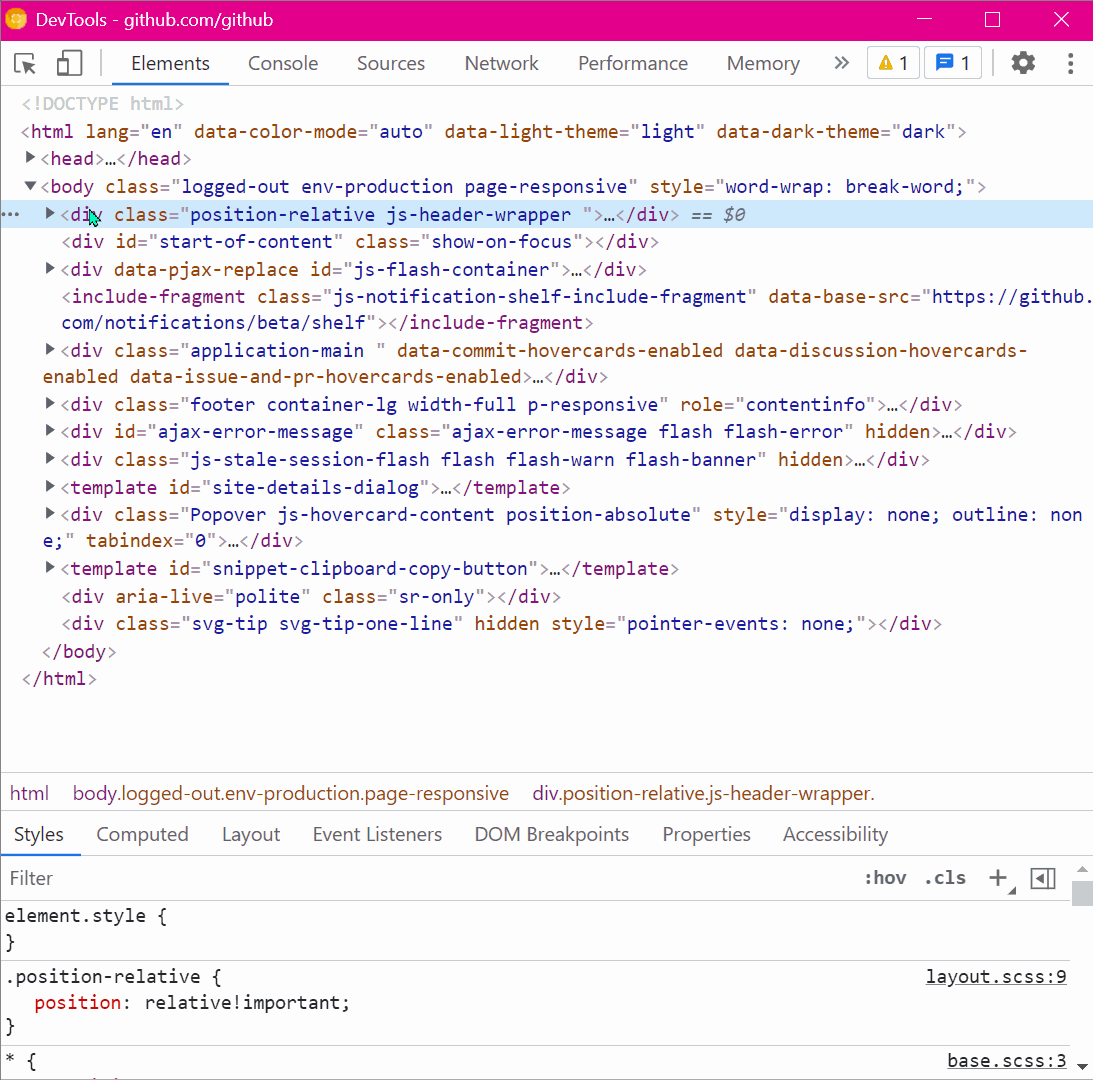 DevTools - github.com/github
Elements Console Sources Network Performance Memory » 1 1
<!DOCTYPE html>
<html lang="en" data-color-mode="auto" data-light-theme="light" data-dark-theme="dark">
<head>…</head>
<body class="logged-out env-production page-responsive" style="word-wrap: break-word;">
<div class="position-relative js-header-wrapper ">…</div> == $0
<div id="start-of-content" class="show-on-focus"></div>
<div data-pjax-replace id="js-flash-container">…</div>
<include-fragment class="js-notification-shelf-include-fragment" data-base-src="https://github.
com/notifications/beta/shelf"></include-fragment>
<div class="application-main " data-commit-hovercards-enabled data-discussion-hovercards-
enabled data-issue-and-pr-hovercards-enabled>…</div>
<div class="footer container-lg width-full p-responsive" role="contentinfo">…</div>
<div id="ajax-error-message" class="ajax-error-message flash flash-error" hidden>…</div>
<div class="js-stale-session-flash flash flash-warn flash-banner" hidden>…</div>
<template id="site-details-dialog">…</template>
<div class="Popover js-hovercard-content position-absolute" style="display: none; outline: non
e;" tabindex="0">…</div>
<template id="snippet-clipboard-copy-button">…</template>
<div aria-live="polite" class="sr-only"></div>
<div class="svg-tip svg-tip-one-line" hidden style="pointer-events: none;"></div>
</body>
</html>
html body.logged-out.env-production.page-responsive div.position-relative.js-header-wrapper.
Styles Computed Layout Event Listeners DOM Breakpoints Properties Accessibility
Filter :hov .cls +
element.style {
}
.position-relative { layout.scss:9
position: relative!important;
}
* { base.scss:3